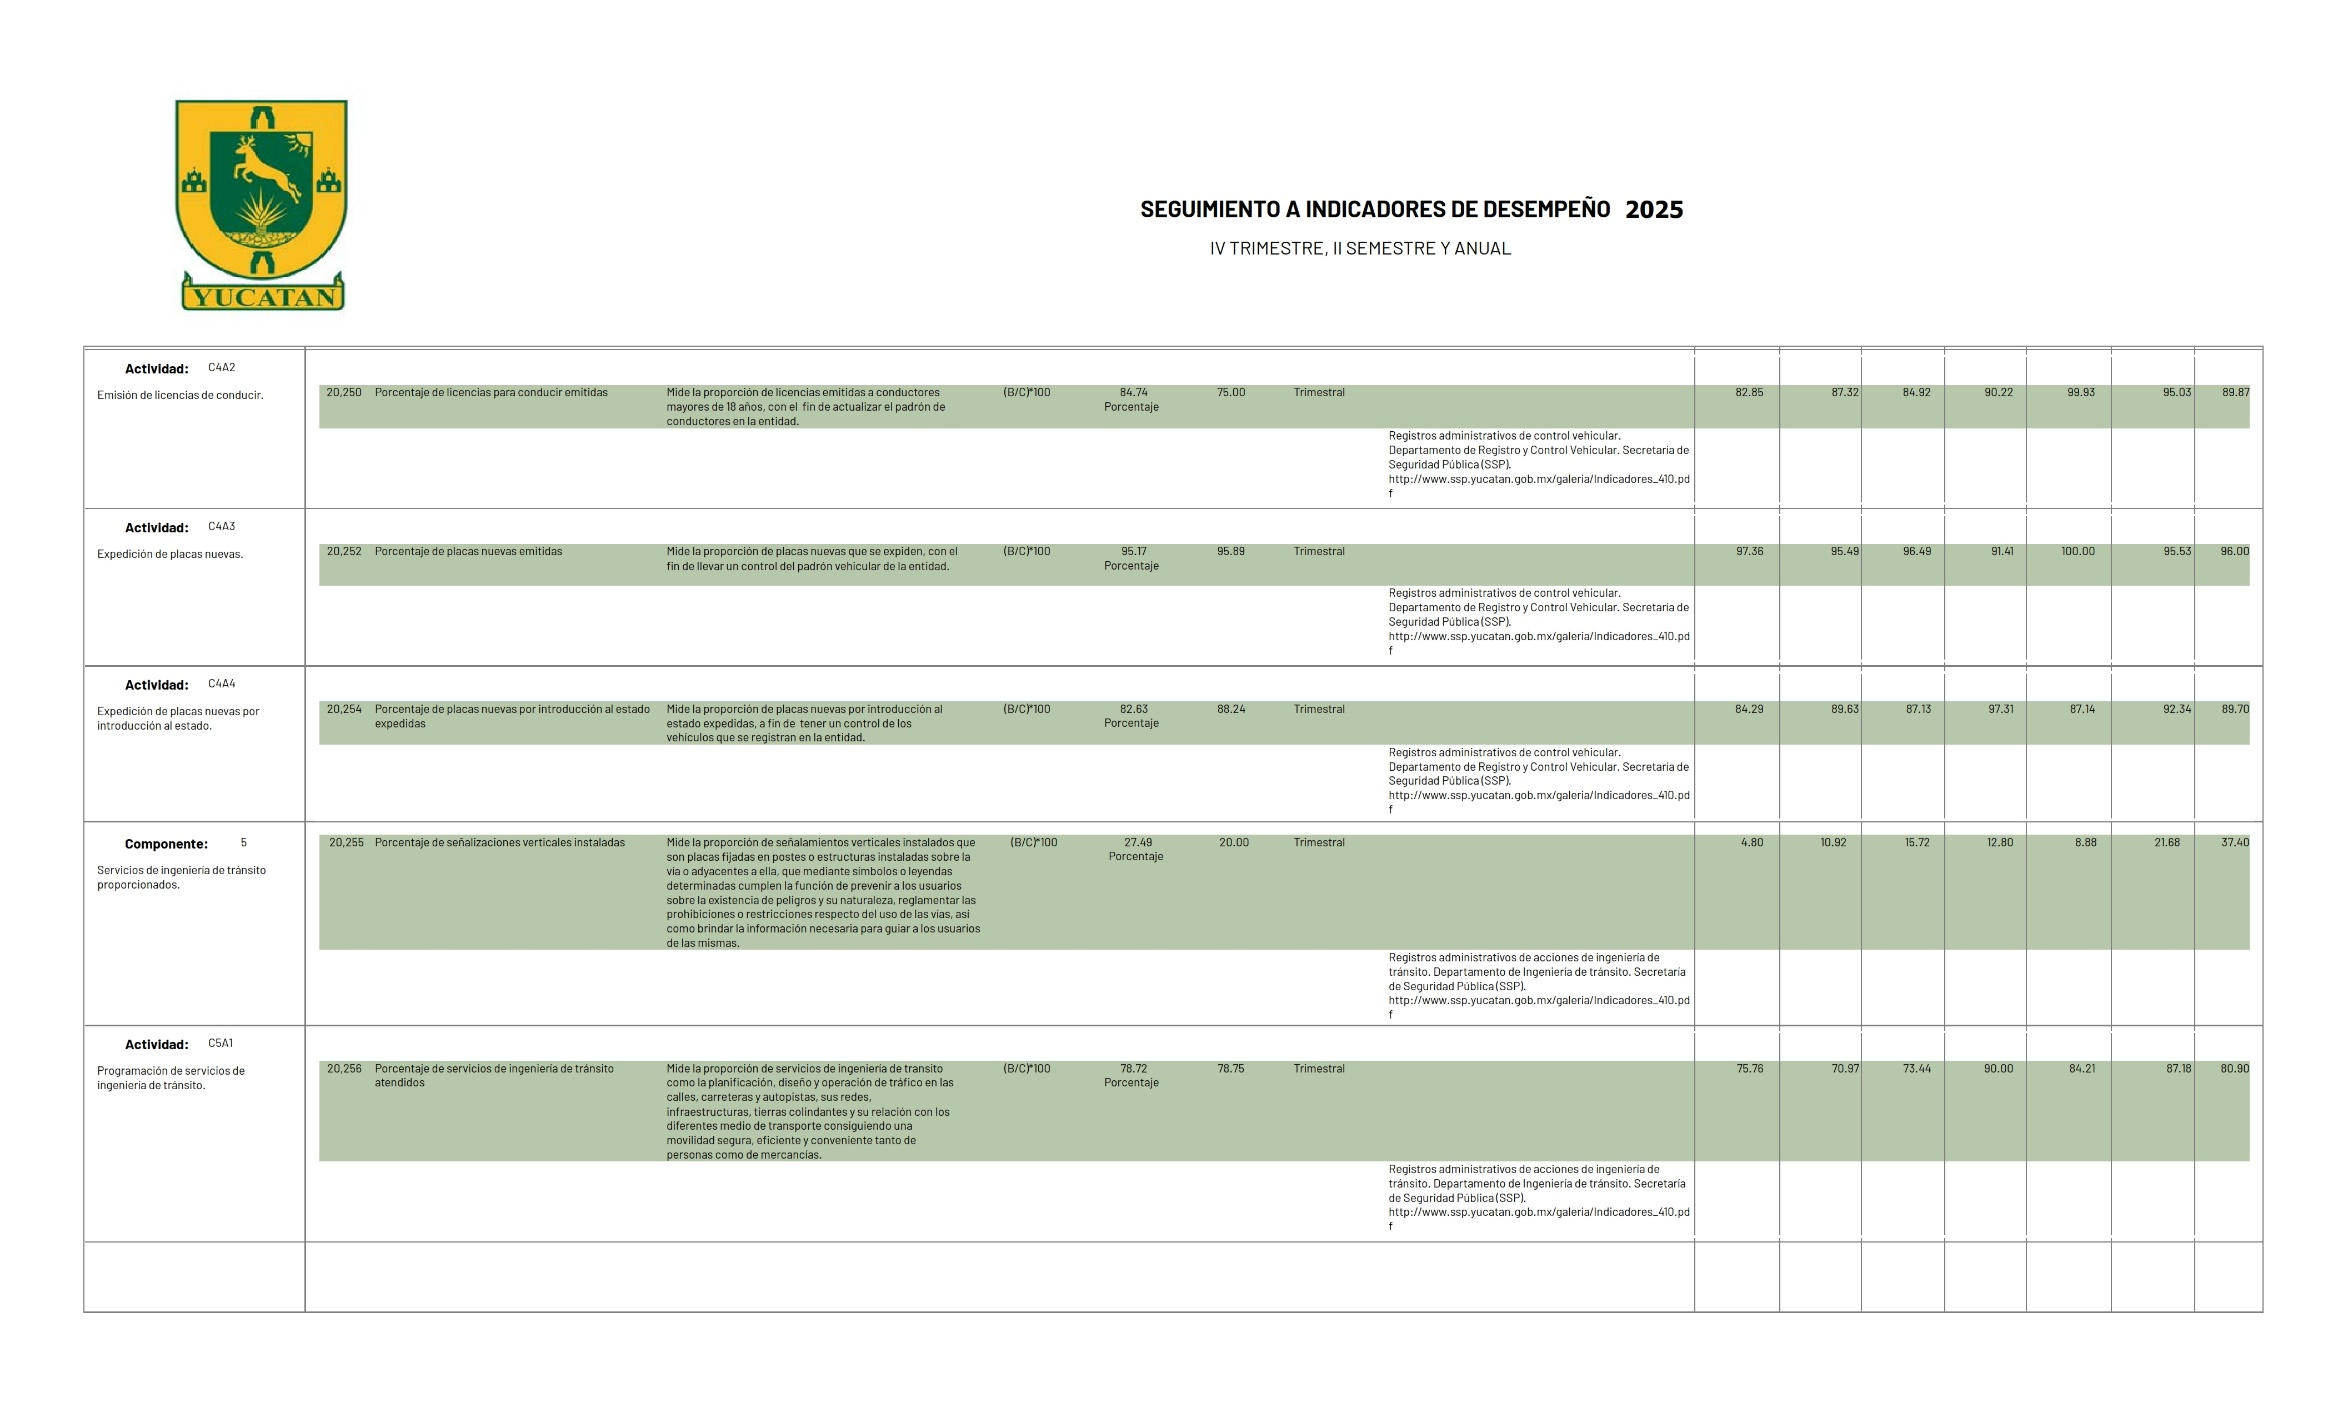 YUCATAN
SEGUIMIENTO A INDICADORES DE DESEMPEÑO 2025
IV TRIMESTRE, II SEMESTRE Y ANUAL
Actividad: C4A2
Emisión de licencias de conducir.
20,250 Porcentaje de licencias para conducir emitidas Mide la proporción de licencias emitidas a conductores (B/C)*100 84.74 75.00 Trimestral 82.85 87.32 84.92 90.22 99.93 95.03 89.87
mayores de 18 años, con el fin de actualizar el padrón de Porcentaje
conductores en la entidad.
Registros administrativos de control vehicular.
Departamento de Registro y Control Vehicular. Secretaría de
Seguridad Pública (SSP).
http://www.ssp.yucatan.gob.mx/galeria/Indicadores_410.pd
f
Actividad: C4A3
Expedición de placas nuevas.
20,252 Porcentaje de placas nuevas emitidas Mide la proporción de placas nuevas que se expiden, con el (B/C)*100 95.17 95.89 Trimestral 97.36 95.49 96.49 91.41 100.00 95.53 96.00
fin de llevar un control del padrón vehicular de la entidad. Porcentaje
Registros administrativos de control vehicular.
Departamento de Registro y Control Vehicular. Secretaría de
Seguridad Pública (SSP).
http://www.ssp.yucatan.gob.mx/galeria/Indicadores_410.pd
f
Actividad: C4A4
Expedición de placas nuevas por
introducción al estado.
20,254 Porcentaje de placas nuevas por introducción al estado Mide la proporción de placas nuevas por introducción al (B/C)*100 82.63 88.24 Trimestral 84.29 89.63 87.13 97.31 87.14 92.34 89.70
expedidas estado expedidas, a fin de tener un control de los Porcentaje
vehículos que se registran en la entidad.
Registros administrativos de control vehicular.
Departamento de Registro y Control Vehicular. Secretaría de
Seguridad Pública (SSP).
http://www.ssp.yucatan.gob.mx/galeria/Indicadores_410.pd
f
Componente: 5
Servicios de ingeniería de tránsito
proporcionados.
20,255 Porcentaje de señalizaciones verticales instaladas Mide la proporción de señalamientos verticales instalados que (B/C)*100 27.49 20.00 Trimestral 4.80 10.92 15.72 12.80 8.88 21.68 37.40
son placas fijadas en postes o estructuras instaladas sobre la Porcentaje
vía o adyacentes a ella, que mediante símbolos o leyendas
determinadas cumplen la función de prevenir a los usuarios
sobre la existencia de peligros y su naturaleza, reglamentar las
prohibiciones o restricciones respecto del uso de las vías, así
como brindar la información necesaria para guiar a los usuarios
de las mismas.
Registros administrativos de acciones de ingeniería de
tránsito. Departamento de Ingeniería de tránsito. Secretaría
de Seguridad Pública (SSP).
http://www.ssp.yucatan.gob.mx/galeria/Indicadores_410.pd
f
Actividad: C5A1
Programación de servicios de
ingeniería de tránsito.
20,256 Porcentaje de servicios de ingeniería de tránsito Mide la proporción de servicios de ingeniería de transito (B/C)*100 78.72 78.75 Trimestral 75.76 70.97 73.44 90.00 84.21 87.18 80.90
atendidos como la planificación, diseño y operación de tráfico en las Porcentaje
calles, carreteras y autopistas, sus redes,
infraestructuras, tierras colindantes y su relación con los
diferentes medio de transporte consiguiendo una
movilidad segura, eficiente y conveniente tanto de
personas como de mercancías.
Registros administrativos de acciones de ingeniería de
tránsito. Departamento de Ingeniería de tránsito. Secretaría
de Seguridad Pública (SSP).
http://www.ssp.yucatan.gob.mx/galeria/Indicadores_410.pd
f